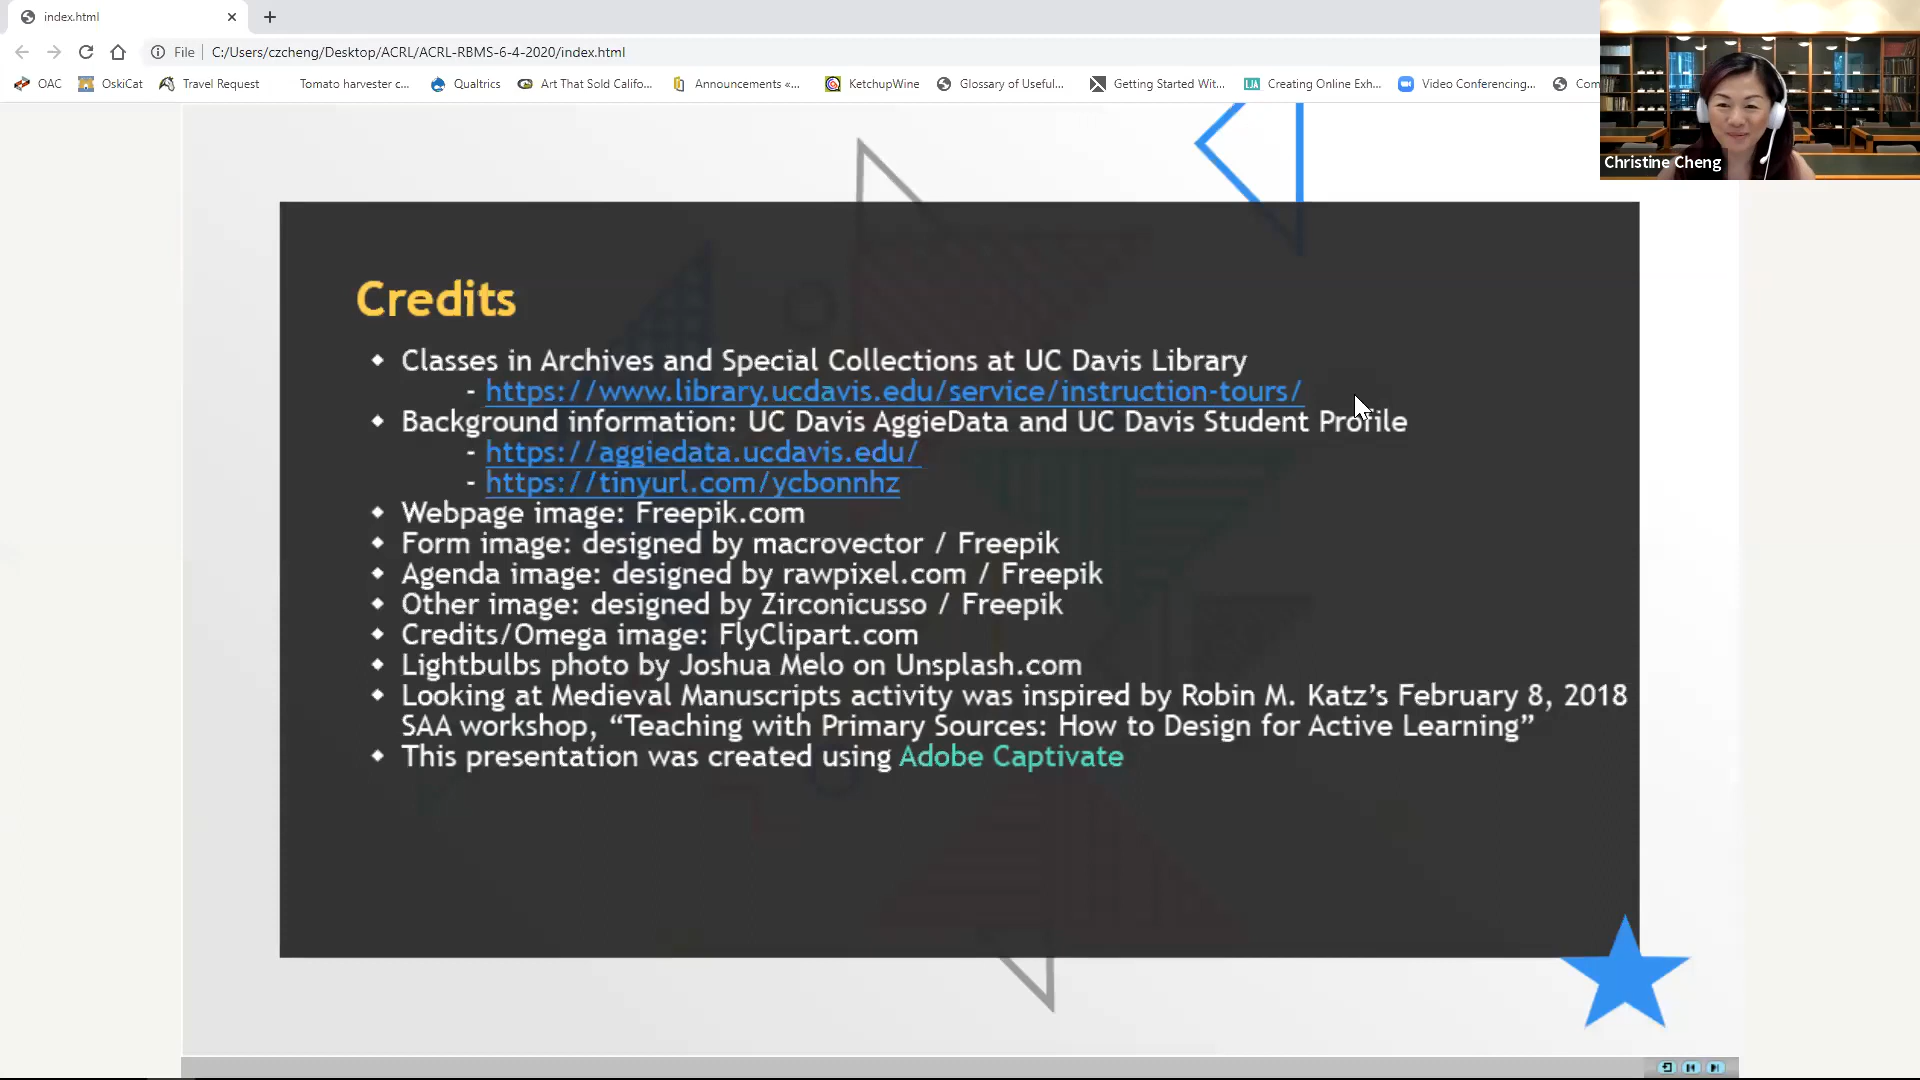 index.html
File
C:/Users/czcheng/Desktop/ACRL/ACRL-RBMS-6-4-2020/index.html
OAC OskiCat Travel Request Tomato harvester c... Qualtrics Art That Sold Califo... Announcements «... KetchupWine Glossary of Useful... Getting Started Wit... Creating Online Exh... Video Conferencing... Com
Christine Cheng
Credits
Classes in Archives and Special Collections at UC Davis Library
- https://www.library.ucdavis.edu/service/instruction-tours/
Background information: UC Davis AggieData and UC Davis Student Profile
- https://aggiedata.ucdavis.edu/
- https://tinyurl.com/ycbonnhz
Webpage image: Freepik.com
Form image: designed by macrovector / Freepik
Agenda image: designed by rawpixel.com / Freepik
Other image: designed by Zirconicusso / Freepik
Credits/Omega image: FlyClipart.com
Lightbulbs photo by Joshua Melo on Unsplash.com
Looking at Medieval Manuscripts activity was inspired by Robin M. Katz’s February 8, 2018
SAA workshop, “Teaching with Primary Sources: How to Design for Active Learning”
This presentation was created using Adobe Captivate